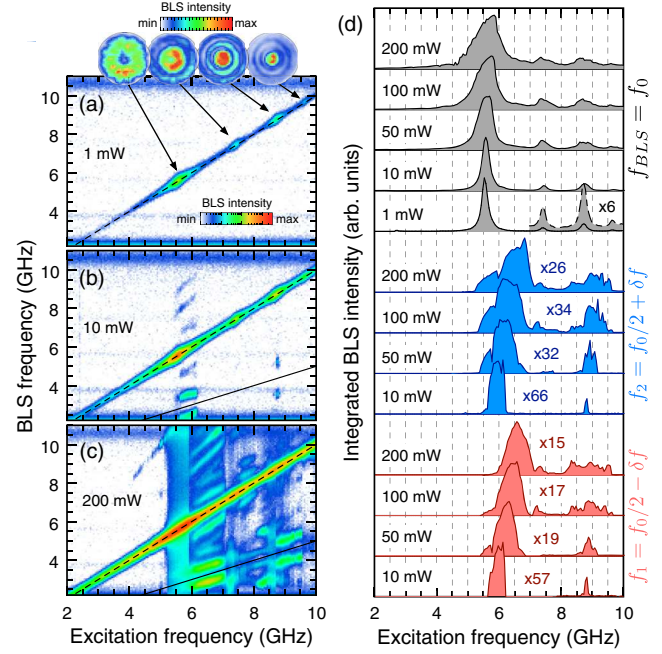 BLS intensity
min max
(a)
1 mW
BLS intensity
min max
10
8
6
4
(b)
10 mW
10
8
6
4
(c)
200 mW
10
8
6
4
2
2 4 6 8 10
BLS frequency (GHz)
Excitation frequency (GHz)
(d)
200 mW
100 mW
50 mW
10 mW
1 mW
x6
f_BLS = f_0
200 mW x26
100 mW x34
50 mW x32
10 mW x66
f_2 = f_0/2 + δf
200 mW x15
100 mW x17
50 mW x19
10 mW x57
f_1 = f_0/2 − δf
2 4 6 8 10
Integrated BLS intensity (arb. units)
Excitation frequency (GHz)